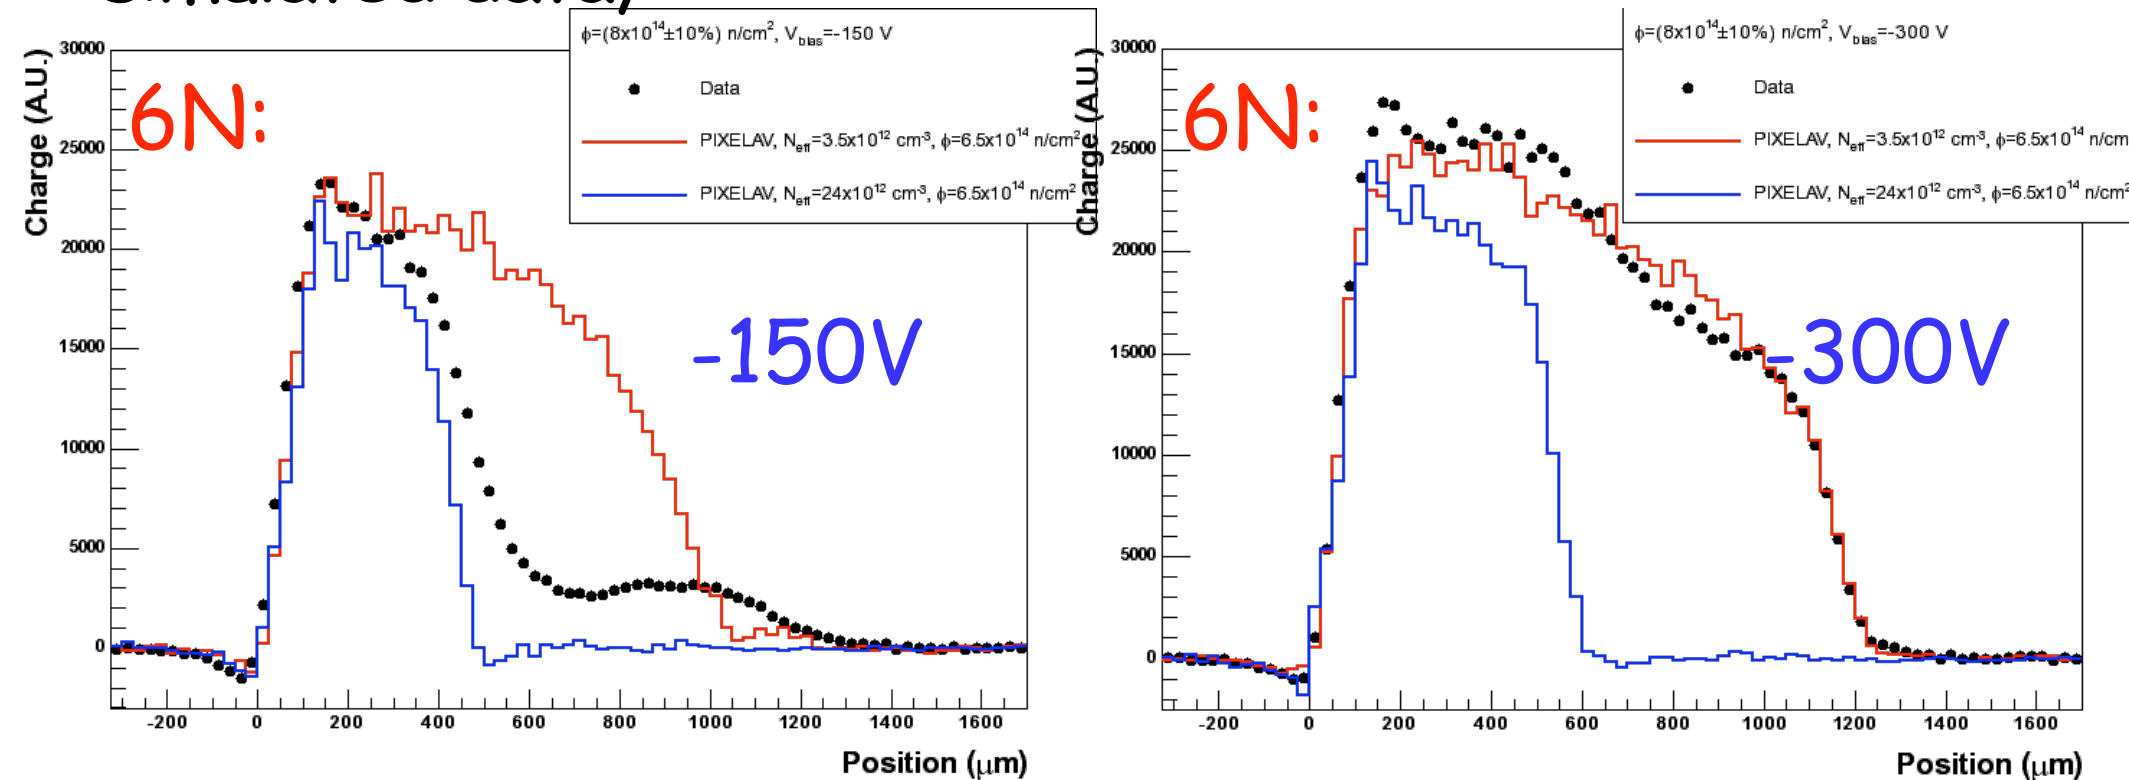 φ=(8x10¹⁴±10%) n/cm², V_bias=-150 V
Data
PIXELAV, N_eff=3.5x10¹² cm⁻³, φ=6.5x10¹⁴ n/cm²
PIXELAV, N_eff=24x10¹² cm⁻³, φ=6.5x10¹⁴ n/cm²
6N:
-150V
Charge (A.U.)
30000
25000
20000
15000
10000
5000
0
-200 0 200 400 600 800 1000 1200 1400 1600
Position (μm)
φ=(8x10¹⁴±10%) n/cm², V_bias=-300 V
Data
PIXELAV, N_eff=3.5x10¹² cm⁻³, φ=6.5x10¹⁴ n/cm
PIXELAV, N_eff=24x10¹² cm⁻³, φ=6.5x10¹⁴ n/cm²
6N:
-300V
Charge (A.U.)
30000
25000
20000
15000
10000
5000
0
-200 0 200 400 600 800 1000 1200 1400 1600
Position (μm)